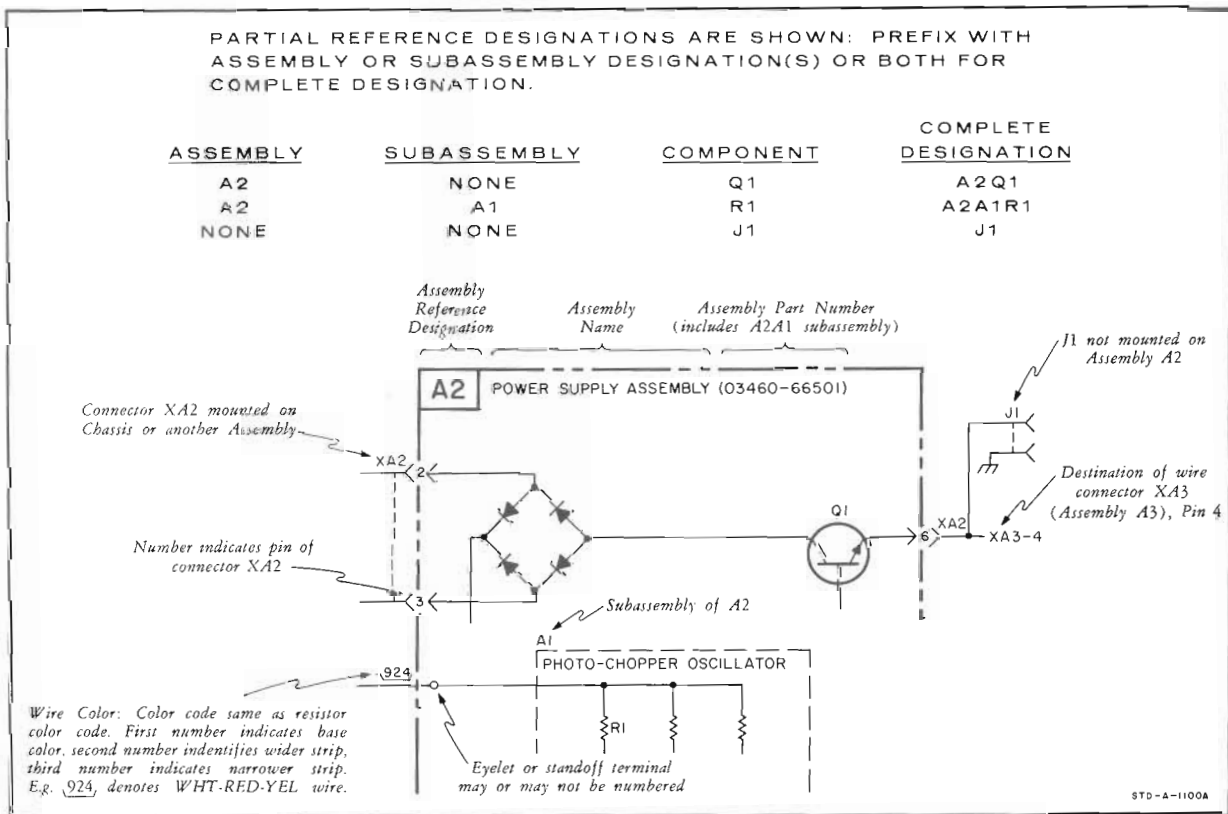 PARTIAL REFERENCE DESIGNATIONS ARE SHOWN: PREFIX WITH
ASSEMBLY OR SUBASSEMBLY DESIGNATION(S) OR BOTH FOR
COMPLETE DESIGNATION.
ASSEMBLY SUBASSEMBLY COMPONENT COMPLETE DESIGNATION
A2 NONE Q1 A2Q1
A2 A1 R1 A2A1R1
NONE NONE J1 J1
Assembly
Reference
Designation
Assembly
Name
Assembly Part Number
(includes A2A1 subassembly)
J1 not mounted on
Assembly A2
A2 POWER SUPPLY ASSEMBLY (03460-66501)
Connector XA2 mounted on
Chassis or another Assembly
XA2
2
J1
Destination of wire
connector XA3
(Assembly A3), Pin 4
Q1
6
XA2
XA3-4
Number indicates pin of
connector XA2
3
Subassembly of A2
A1
PHOTO-CHOPPER OSCILLATOR
924
R1
Wire Color: Color code same as resistor
color code. First number indicates base
color, second number indentifies wider strip,
third number indicates narrower strip.
E.g. 924, denotes WHT-RED-YEL wire.
Eyelet or standoff terminal
may or may not be numbered
STD-A-1100A